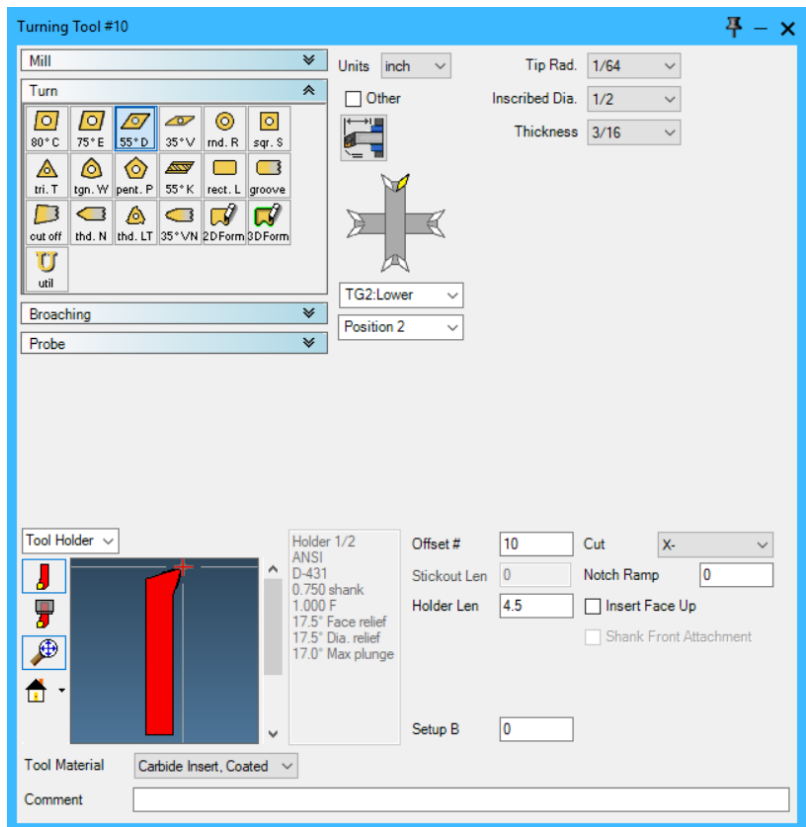 Turning Tool #10
Mill
Turn
80° C 75° E 55° D 35° V rnd. R sqr. S
tri. T tgn. W pent. P 55° K rect. L groove
cut off thd. N thd. LT 35° VN 2DForm 3DForm
util
Broaching
Probe
Units inch
Other
Tip Rad. 1/64
Inscribed Dia. 1/2
Thickness 3/16
TG2:Lower
Position 2
Tool Holder
Holder 1/2
ANSI
D-431
0.750 shank
1.000 F
17.5° Face relief
17.5° Dia. relief
17.0° Max plunge
Offset # 10
Stickout Len 0
Holder Len 4.5
Setup B 0
Cut X-
Notch Ramp 0
Insert Face Up
Shank Front Attachment
Tool Material Carbide Insert, Coated
Comment